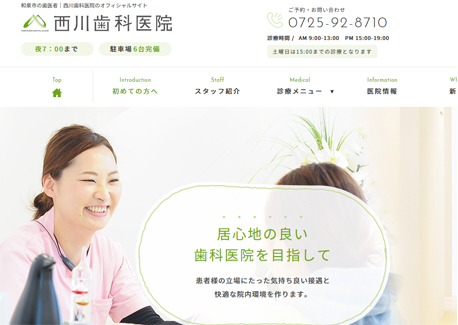 和泉市の歯医者｜西川歯科医院のオフィシャルサイト
西川歯科医院
夜7：00まで
駐車場6台完備
ご予約・お問い合わせ
0725-92-8710
診療時間 / AM 9:00-13:00 PM 15:00-19:00
土曜日は15:00までの診療となります
Top
Introduction
初めての方へ
Staff
スタッフ紹介
Medical
診療メニュー ▼
Information
医院情報
新
居心地の良い
歯科医院を目指して
患者様の立場にたった気持ち良い接遇と
快適な院内環境を作ります。